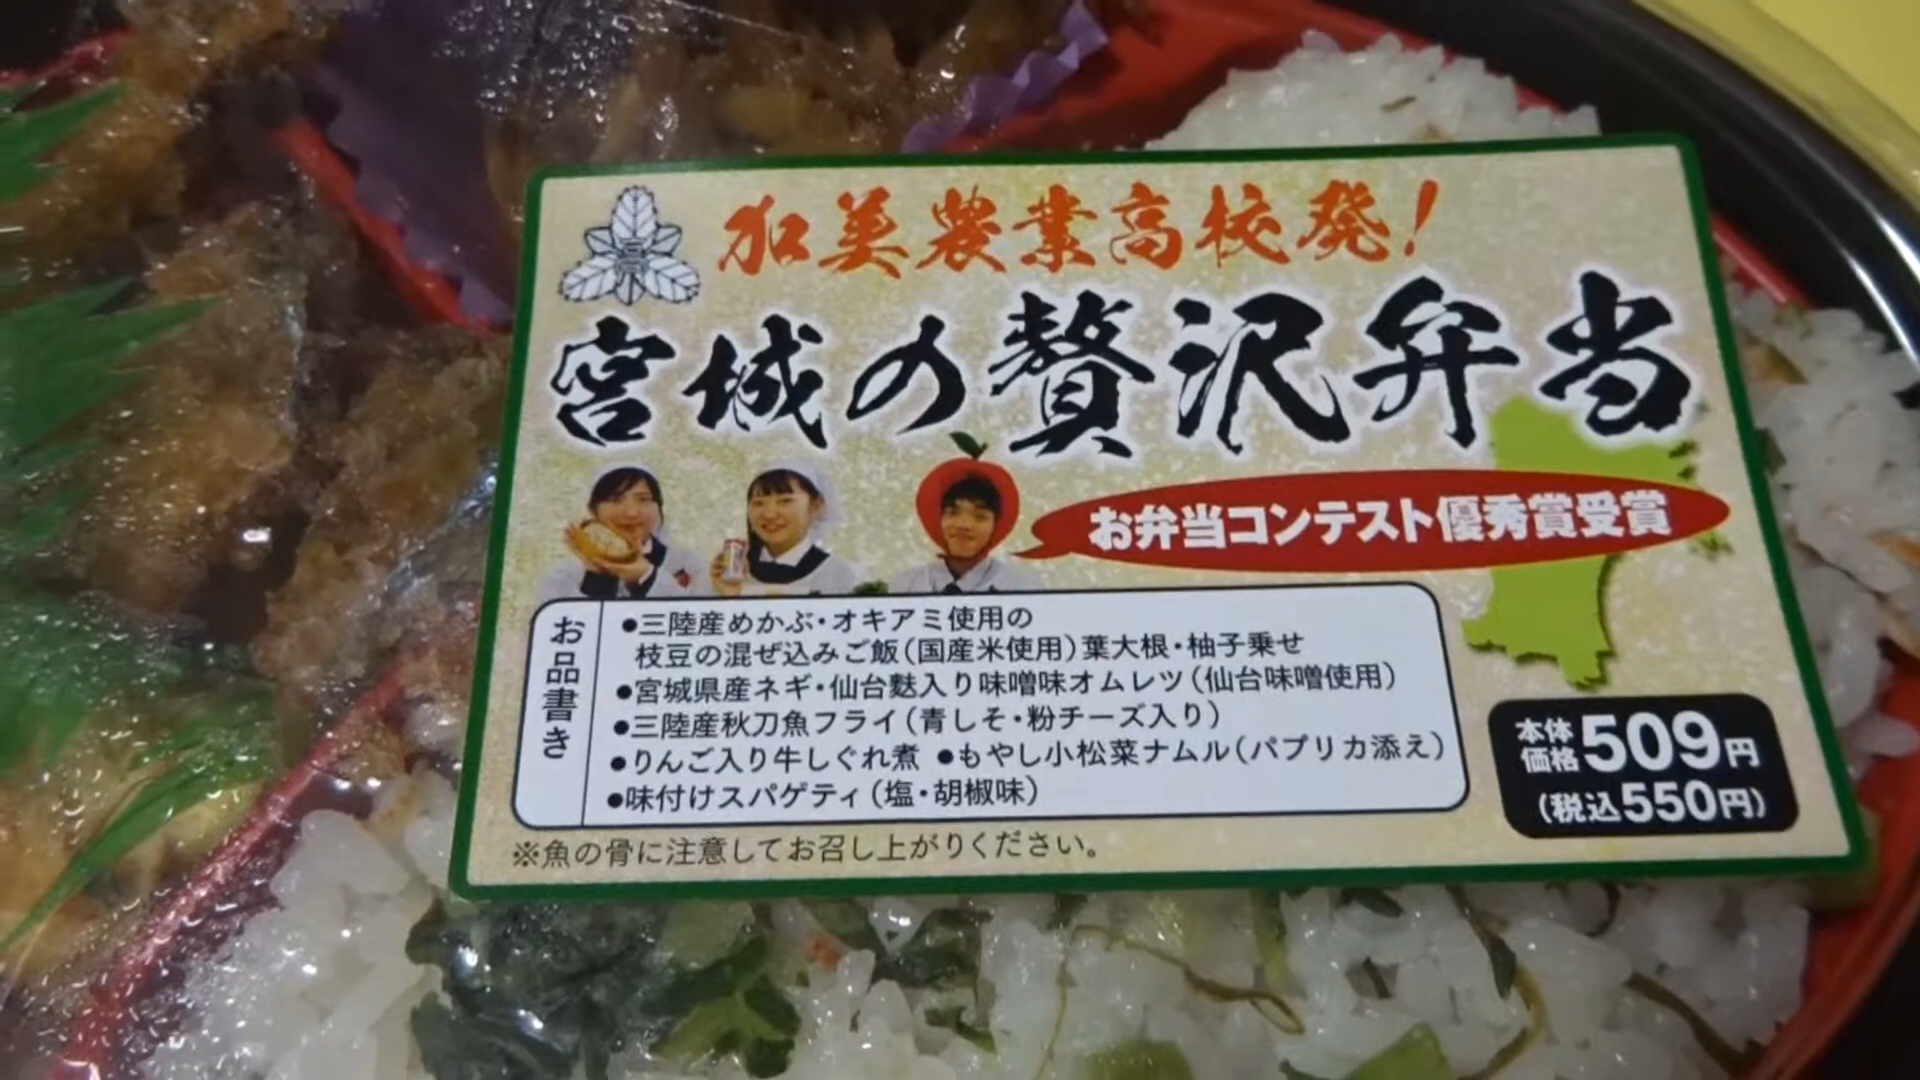 加美農業高校発!
宮城の贅沢弁当
お弁当コンテスト優秀賞受賞
お品書き
●三陸産めかぶ・オキアミ使用の
枝豆の混ぜ込みご飯(国産米使用)葉大根・柚子乗せ
●宮城県産ネギ・仙台麩入り味噌味オムレツ(仙台味噌使用)
●三陸産秋刀魚フライ(青しそ・粉チーズ入り)
●りんご入り牛しぐれ煮 ●もやし小松菜ナムル(パプリカ添え)
●味付けスパゲティ(塩・胡椒味)
本体価格509円
(税込550円)
※魚の骨に注意してお召し上がりください。